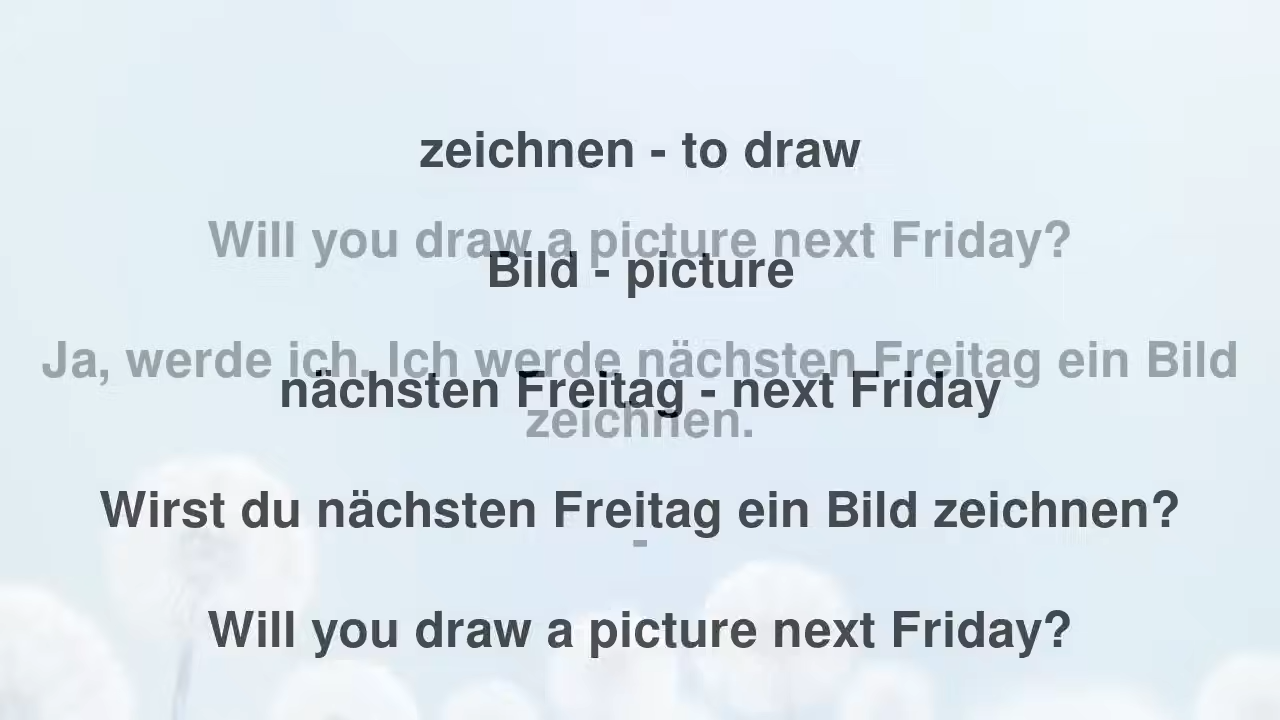 zeichnen - to draw
Will you draw a picture next Friday?
Bild - picture
Ja, werde ich. Ich werde nächsten Freitag ein Bild
nächsten Freitag - next Friday
zeichnen.
Wirst du nächsten Freitag ein Bild zeichnen?
-
Will you draw a picture next Friday?